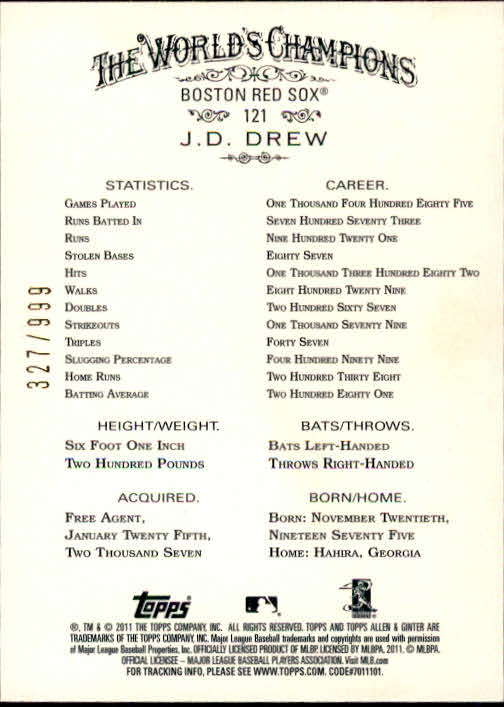 THE WORLD'S CHAMPIONS
BOSTON RED SOX®
121
J.D. DREW
STATISTICS. CAREER.
GAMES PLAYED ONE THOUSAND FOUR HUNDRED EIGHTY FIVE
RUNS BATTED IN SEVEN HUNDRED SEVENTY THREE
RUNS NINE HUNDRED TWENTY ONE
STOLEN BASES EIGHTY SEVEN
HITS ONE THOUSAND THREE HUNDRED EIGHTY TWO
WALKS EIGHT HUNDRED TWENTY NINE
DOUBLES TWO HUNDRED SIXTY SEVEN
STRIKEOUTS ONE THOUSAND SEVENTY NINE
TRIPLES FORTY SEVEN
SLUGGING PERCENTAGE FOUR HUNDRED NINETY NINE
HOME RUNS TWO HUNDRED THIRTY EIGHT
BATTING AVERAGE TWO HUNDRED EIGHTY ONE
327/999
HEIGHT/WEIGHT. BATS/THROWS.
SIX FOOT ONE INCH BATS LEFT-HANDED
TWO HUNDRED POUNDS THROWS RIGHT-HANDED
ACQUIRED. BORN/HOME.
FREE AGENT, BORN: NOVEMBER TWENTIETH,
JANUARY TWENTY FIFTH, NINETEEN SEVENTY FIVE
TWO THOUSAND SEVEN HOME: HAHIRA, GEORGIA
topps
®, TM & © 2011 THE TOPPS COMPANY, INC. ALL RIGHTS RESERVED. TOPPS AND TOPPS ALLEN & GINTER ARE
TRADEMARKS OF THE TOPPS COMPANY, INC. Major League Baseball trademarks and copyrights are used with permission
of Major League Baseball Properties, Inc. OFFICIALLY LICENSED PRODUCT OF MLBP. LICENSED BY MLBPA, 2011. © MLBPA.
OFFICIAL LICENSEE – MAJOR LEAGUE BASEBALL PLAYERS ASSOCIATION. Visit MLB.com
FOR TRACKING INFO, PLEASE SEE WWW.TOPPS.COM. CODE#7011101.